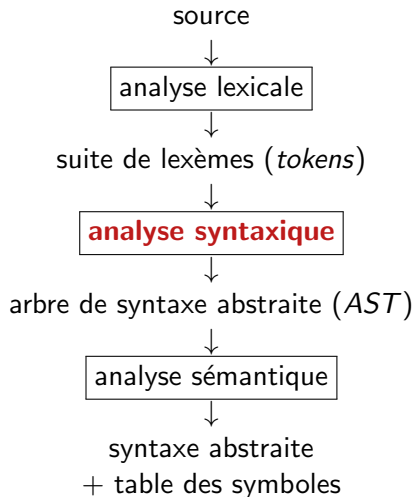 source
↓
analyse lexicale
↓
suite de lexèmes (tokens)
↓
analyse syntaxique
↓
arbre de syntaxe abstraite (AST)
↓
analyse sémantique
↓
syntaxe abstraite
+ table des symboles